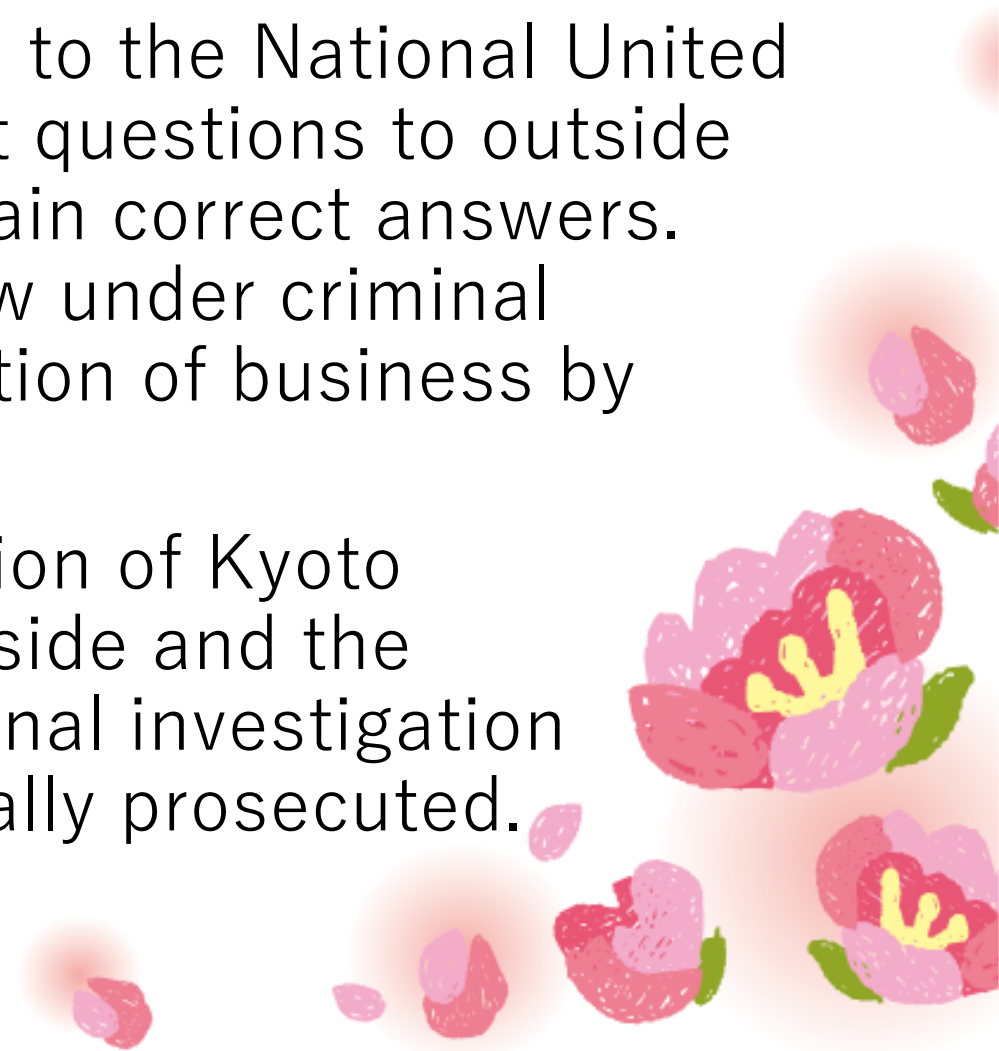 to the National United
t questions to outside
ain correct answers.
w under criminal
tion of business by
ion of Kyoto
side and the
nal investigation
ally prosecuted.